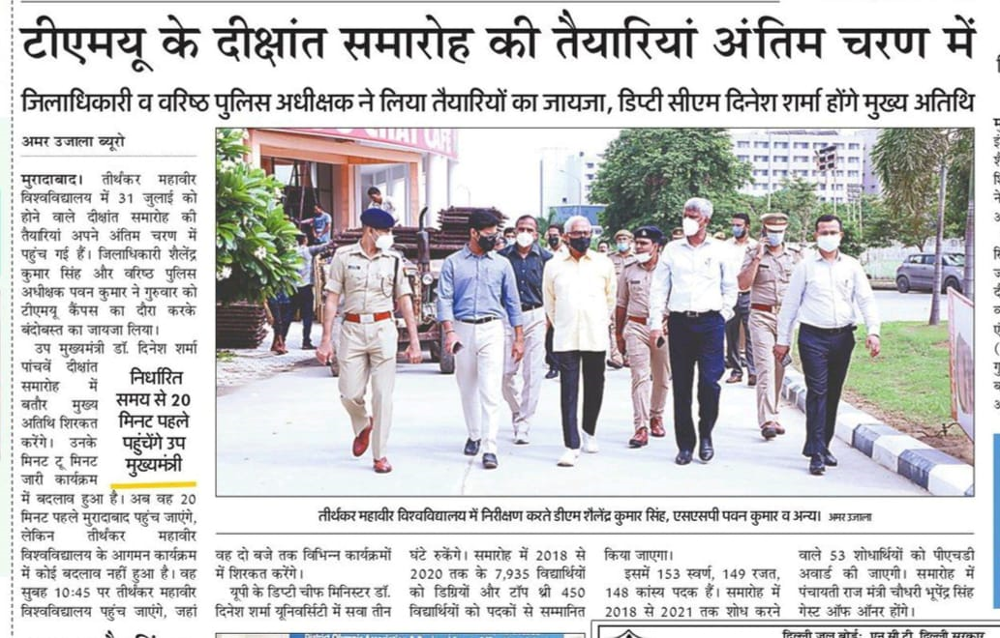 टीएमयू के दीक्षांत समारोह की तैयारियां अंतिम चरण में
जिलाधिकारी व वरिष्ठ पुलिस अधीक्षक ने लिया तैयारियों का जायजा, डिप्टी सीएम दिनेश शर्मा होंगे मुख्य अतिथि
अमर उजाला ब्यूरो
मुरादाबाद। तीर्थंकर महावीर
विश्वविद्यालय में 31 जुलाई को
होने वाले दीक्षांत समारोह की
तैयारियां अपने अंतिम चरण में
पहुंच गई हैं। जिलाधिकारी शैलेंद्र
कुमार सिंह और वरिष्ठ पुलिस
अधीक्षक पवन कुमार ने गुरुवार को
टीएमयू कैंपस का दौरा करके
बंदोबस्त का जायजा लिया।
उप मुख्यमंत्री डॉ. दिनेश शर्मा
पांचवें दीक्षांत
समारोह में
बतौर मुख्य
अतिथि शिरकत
करेंगे। उनके
मिनट टू मिनट
जारी कार्यक्रम
में बदलाव हुआ है। अब वह 20
मिनट पहले मुरादाबाद पहुंच जाएंगे,
लेकिन तीर्थंकर महावीर
विश्वविद्यालय के आगमन कार्यक्रम
में कोई बदलाव नहीं हुआ है। वह
सुबह 10:45 पर तीर्थंकर महावीर
विश्वविद्यालय पहुंच जाएंगे, जहां
निर्धारित
समय से 20
मिनट पहले
पहुंचेंगे उप
मुख्यमंत्री
CHAT CAFE
तीर्थंकर महावीर विश्वविद्यालय में निरीक्षण करते डीएम शैलेंद्र कुमार सिंह, एसएसपी पवन कुमार व अन्य। अमर उजाला
वह दो बजे तक विभिन्न कार्यक्रमों
में शिरकत करेंगे।
यूपी के डिप्टी चीफ मिनिस्टर डॉ.
दिनेश शर्मा यूनिवर्सिटी में सवा तीन
घंटे रुकेंगे। समारोह में 2018 से
2020 तक के 7,935 विद्यार्थियों
को डिग्रियों और टॉप थ्री 450
विद्यार्थियों को पदकों से सम्मानित
किया जाएगा।
इसमें 153 स्वर्ण, 149 रजत,
148 कांस्य पदक हैं। समारोह में
2018 से 2021 तक शोध करने
वाले 53 शोधार्थियों को पीएचडी
अवार्ड की जाएगी। समारोह में
पंचायती राज मंत्री चौधरी भूपेंद्र सिंह
गेस्ट ऑफ ऑनर होंगे।